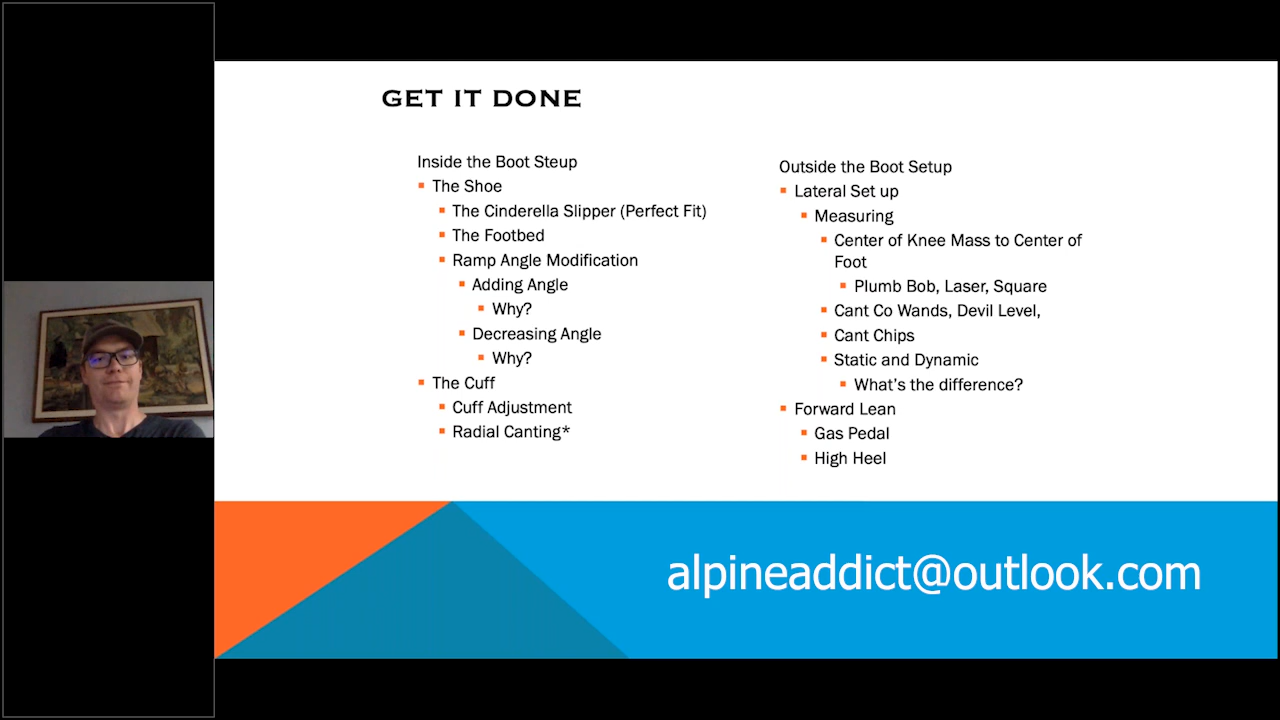 GET IT DONE
Inside the Boot Steup
The Shoe
The Cinderella Slipper (Perfect Fit)
The Footbed
Ramp Angle Modification
Adding Angle
Why?
Decreasing Angle
Why?
The Cuff
Cuff Adjustment
Radial Canting*
Outside the Boot Setup
Lateral Set up
Measuring
Center of Knee Mass to Center of
Foot
Plumb Bob, Laser, Square
Cant Co Wands, Devil Level,
Cant Chips
Static and Dynamic
What's the difference?
Forward Lean
Gas Pedal
High Heel
alpineaddict@outlook.com